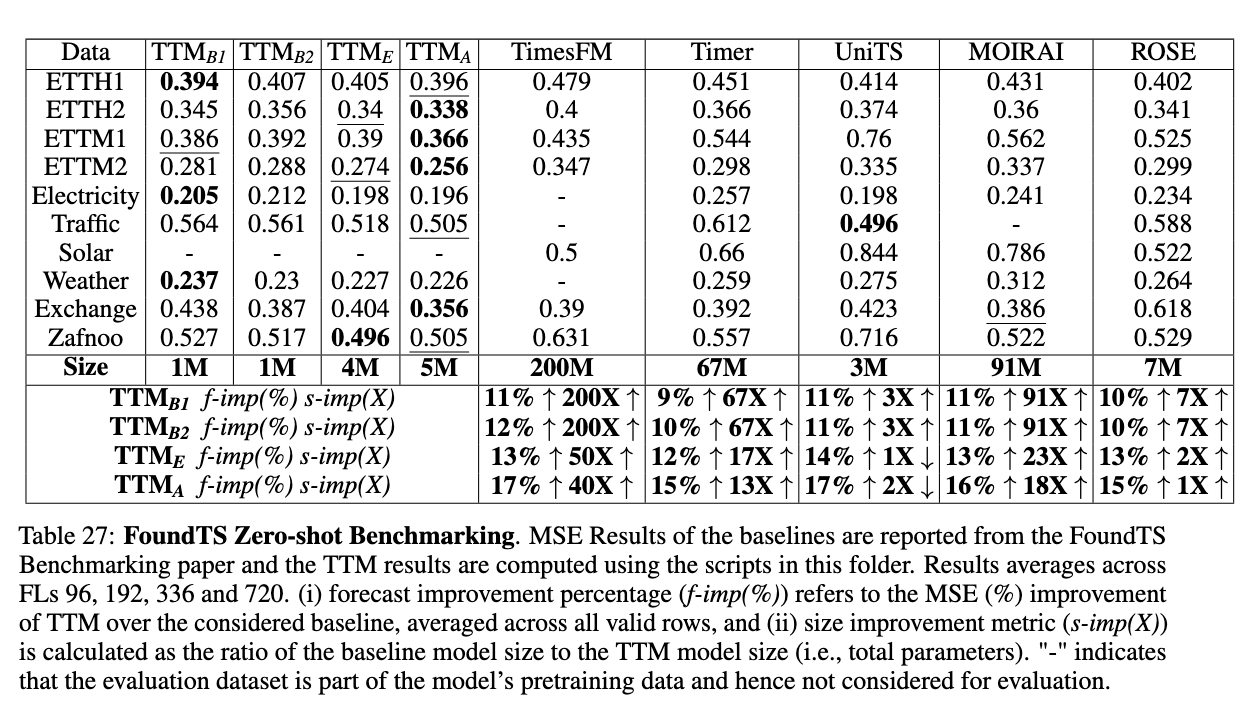 Data TTM_B1 TTM_B2 TTM_E TTM_A TimesFM Timer UniTS MOIRAI ROSE
ETTH1 0.394 0.407 0.405 0.396 0.479 0.451 0.414 0.431 0.402
ETTH2 0.345 0.356 0.34 0.338 0.4 0.366 0.374 0.36 0.341
ETTM1 0.386 0.392 0.39 0.366 0.435 0.544 0.76 0.562 0.525
ETTM2 0.281 0.288 0.274 0.256 0.347 0.298 0.335 0.337 0.299
Electricity 0.205 0.212 0.198 0.196 - 0.257 0.198 0.241 0.234
Traffic 0.564 0.561 0.518 0.505 - 0.612 0.496 - 0.588
Solar - - - - 0.5 0.66 0.844 0.786 0.522
Weather 0.237 0.23 0.227 0.226 - 0.259 0.275 0.312 0.264
Exchange 0.438 0.387 0.404 0.356 0.39 0.392 0.423 0.386 0.618
Zafnoo 0.527 0.517 0.496 0.505 0.631 0.557 0.716 0.522 0.529
Size 1M 1M 4M 5M 200M 67M 3M 91M 7M
TTM_B1 f-imp(%) s-imp(X) 11% ↑ 200X ↑ 9% ↑ 67X ↑ 11% ↑ 3X ↑ 11% ↑ 91X ↑ 10% ↑ 7X ↑
TTM_B2 f-imp(%) s-imp(X) 12% ↑ 200X ↑ 10% ↑ 67X ↑ 11% ↑ 3X ↑ 11% ↑ 91X ↑ 10% ↑ 7X ↑
TTM_E f-imp(%) s-imp(X) 13% ↑ 50X ↑ 12% ↑ 17X ↑ 14% ↑ 1X ↓ 13% ↑ 23X ↑ 13% ↑ 2X ↑
TTM_A f-imp(%) s-imp(X) 17% ↑ 40X ↑ 15% ↑ 13X ↑ 17% ↑ 2X ↓ 16% ↑ 18X ↑ 15% ↑ 1X ↑
Table 27: FoundTS Zero-shot Benchmarking. MSE Results of the baselines are reported from the FoundTS
Benchmarking paper and the TTM results are computed using the scripts in this folder. Results averages across
FLs 96, 192, 336 and 720. (i) forecast improvement percentage (f-imp(%)) refers to the MSE (%) improvement
of TTM over the considered baseline, averaged across all valid rows, and (ii) size improvement metric (s-imp(X))
is calculated as the ratio of the baseline model size to the TTM model size (i.e., total parameters). "-" indicates
that the evaluation dataset is part of the model's pretraining data and hence not considered for evaluation.